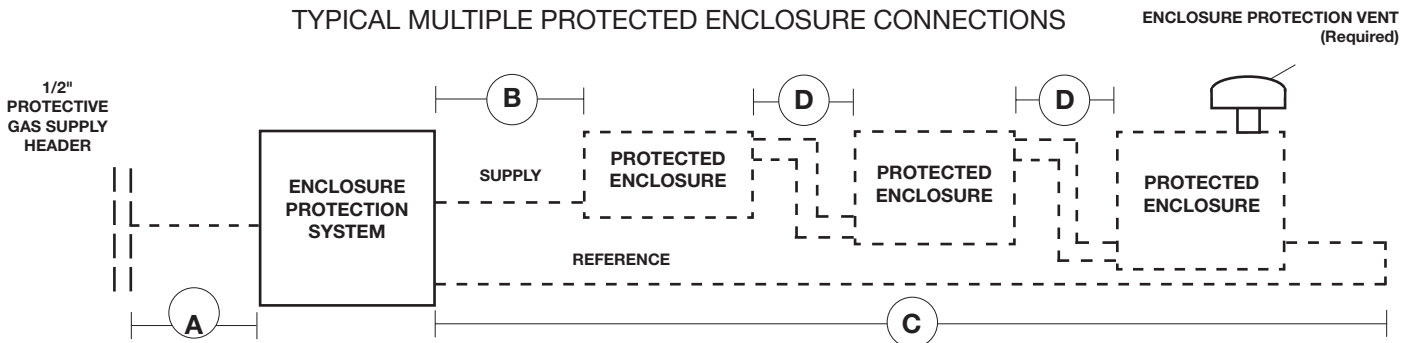 TYPICAL MULTIPLE PROTECTED ENCLOSURE CONNECTIONS
ENCLOSURE PROTECTION VENT
(Required)
1/2"
PROTECTIVE
GAS SUPPLY
HEADER
B
D
D
ENCLOSURE
PROTECTION
SYSTEM
SUPPLY
PROTECTED
ENCLOSURE
PROTECTED
ENCLOSURE
PROTECTED
ENCLOSURE
REFERENCE
A
C